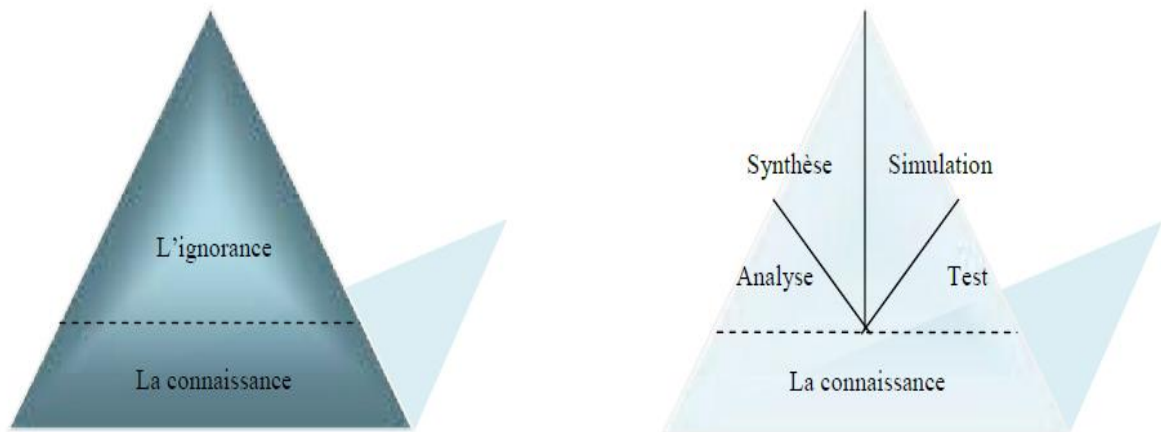 L'ignorance
La connaissance
Synthèse
Simulation
Analyse
Test
La connaissance